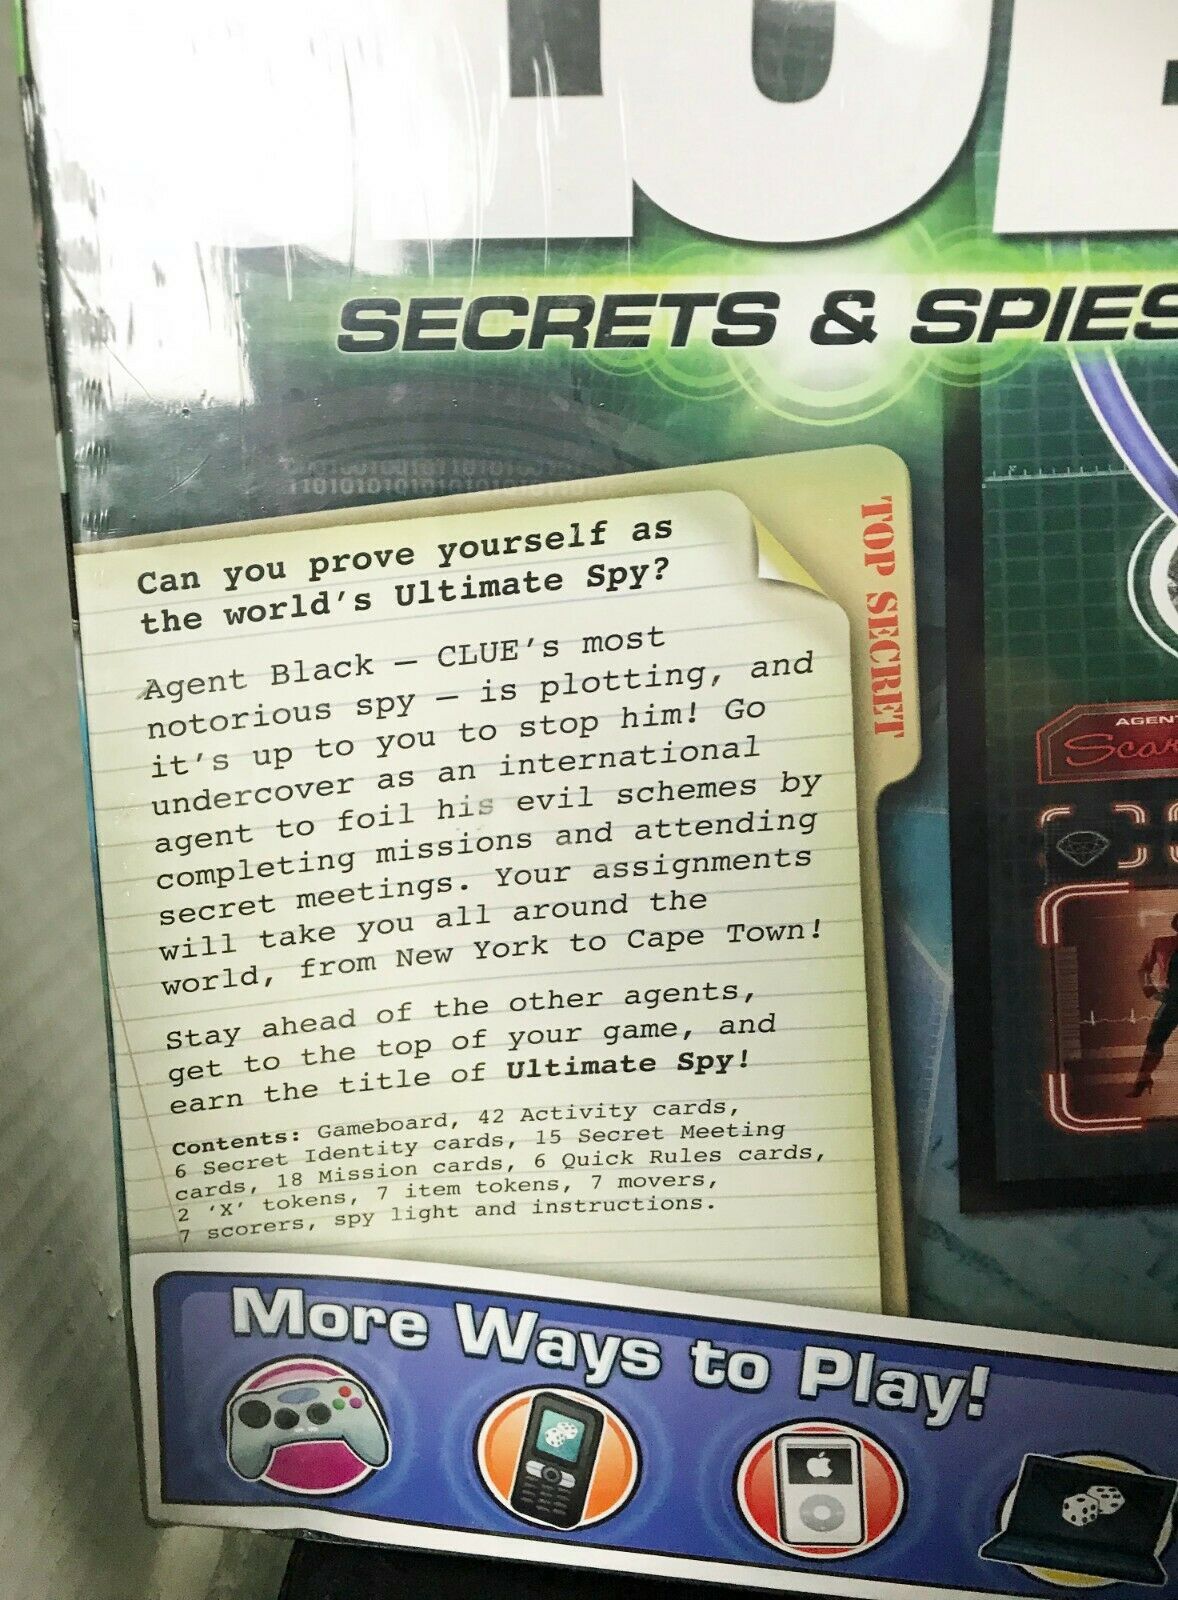 SECRETS & SPIES
TOP SECRET
Can you prove yourself as
the world's Ultimate Spy?
Agent Black – CLUE's most
notorious spy – is plotting, and
it's up to you to stop him! Go
undercover as an international
agent to foil his evil schemes by
completing missions and attending
secret meetings. Your assignments
will take you all around the
world, from New York to Cape Town!
Stay ahead of the other agents,
get to the top of your game, and
earn the title of Ultimate Spy!
Contents: Gameboard, 42 Activity cards,
6 Secret Identity cards, 15 Secret Meeting
cards, 18 Mission cards, 6 Quick Rules cards,
2 'X' tokens, 7 item tokens, 7 movers,
7 scorers, spy light and instructions.
AGENT
More Ways to Play!